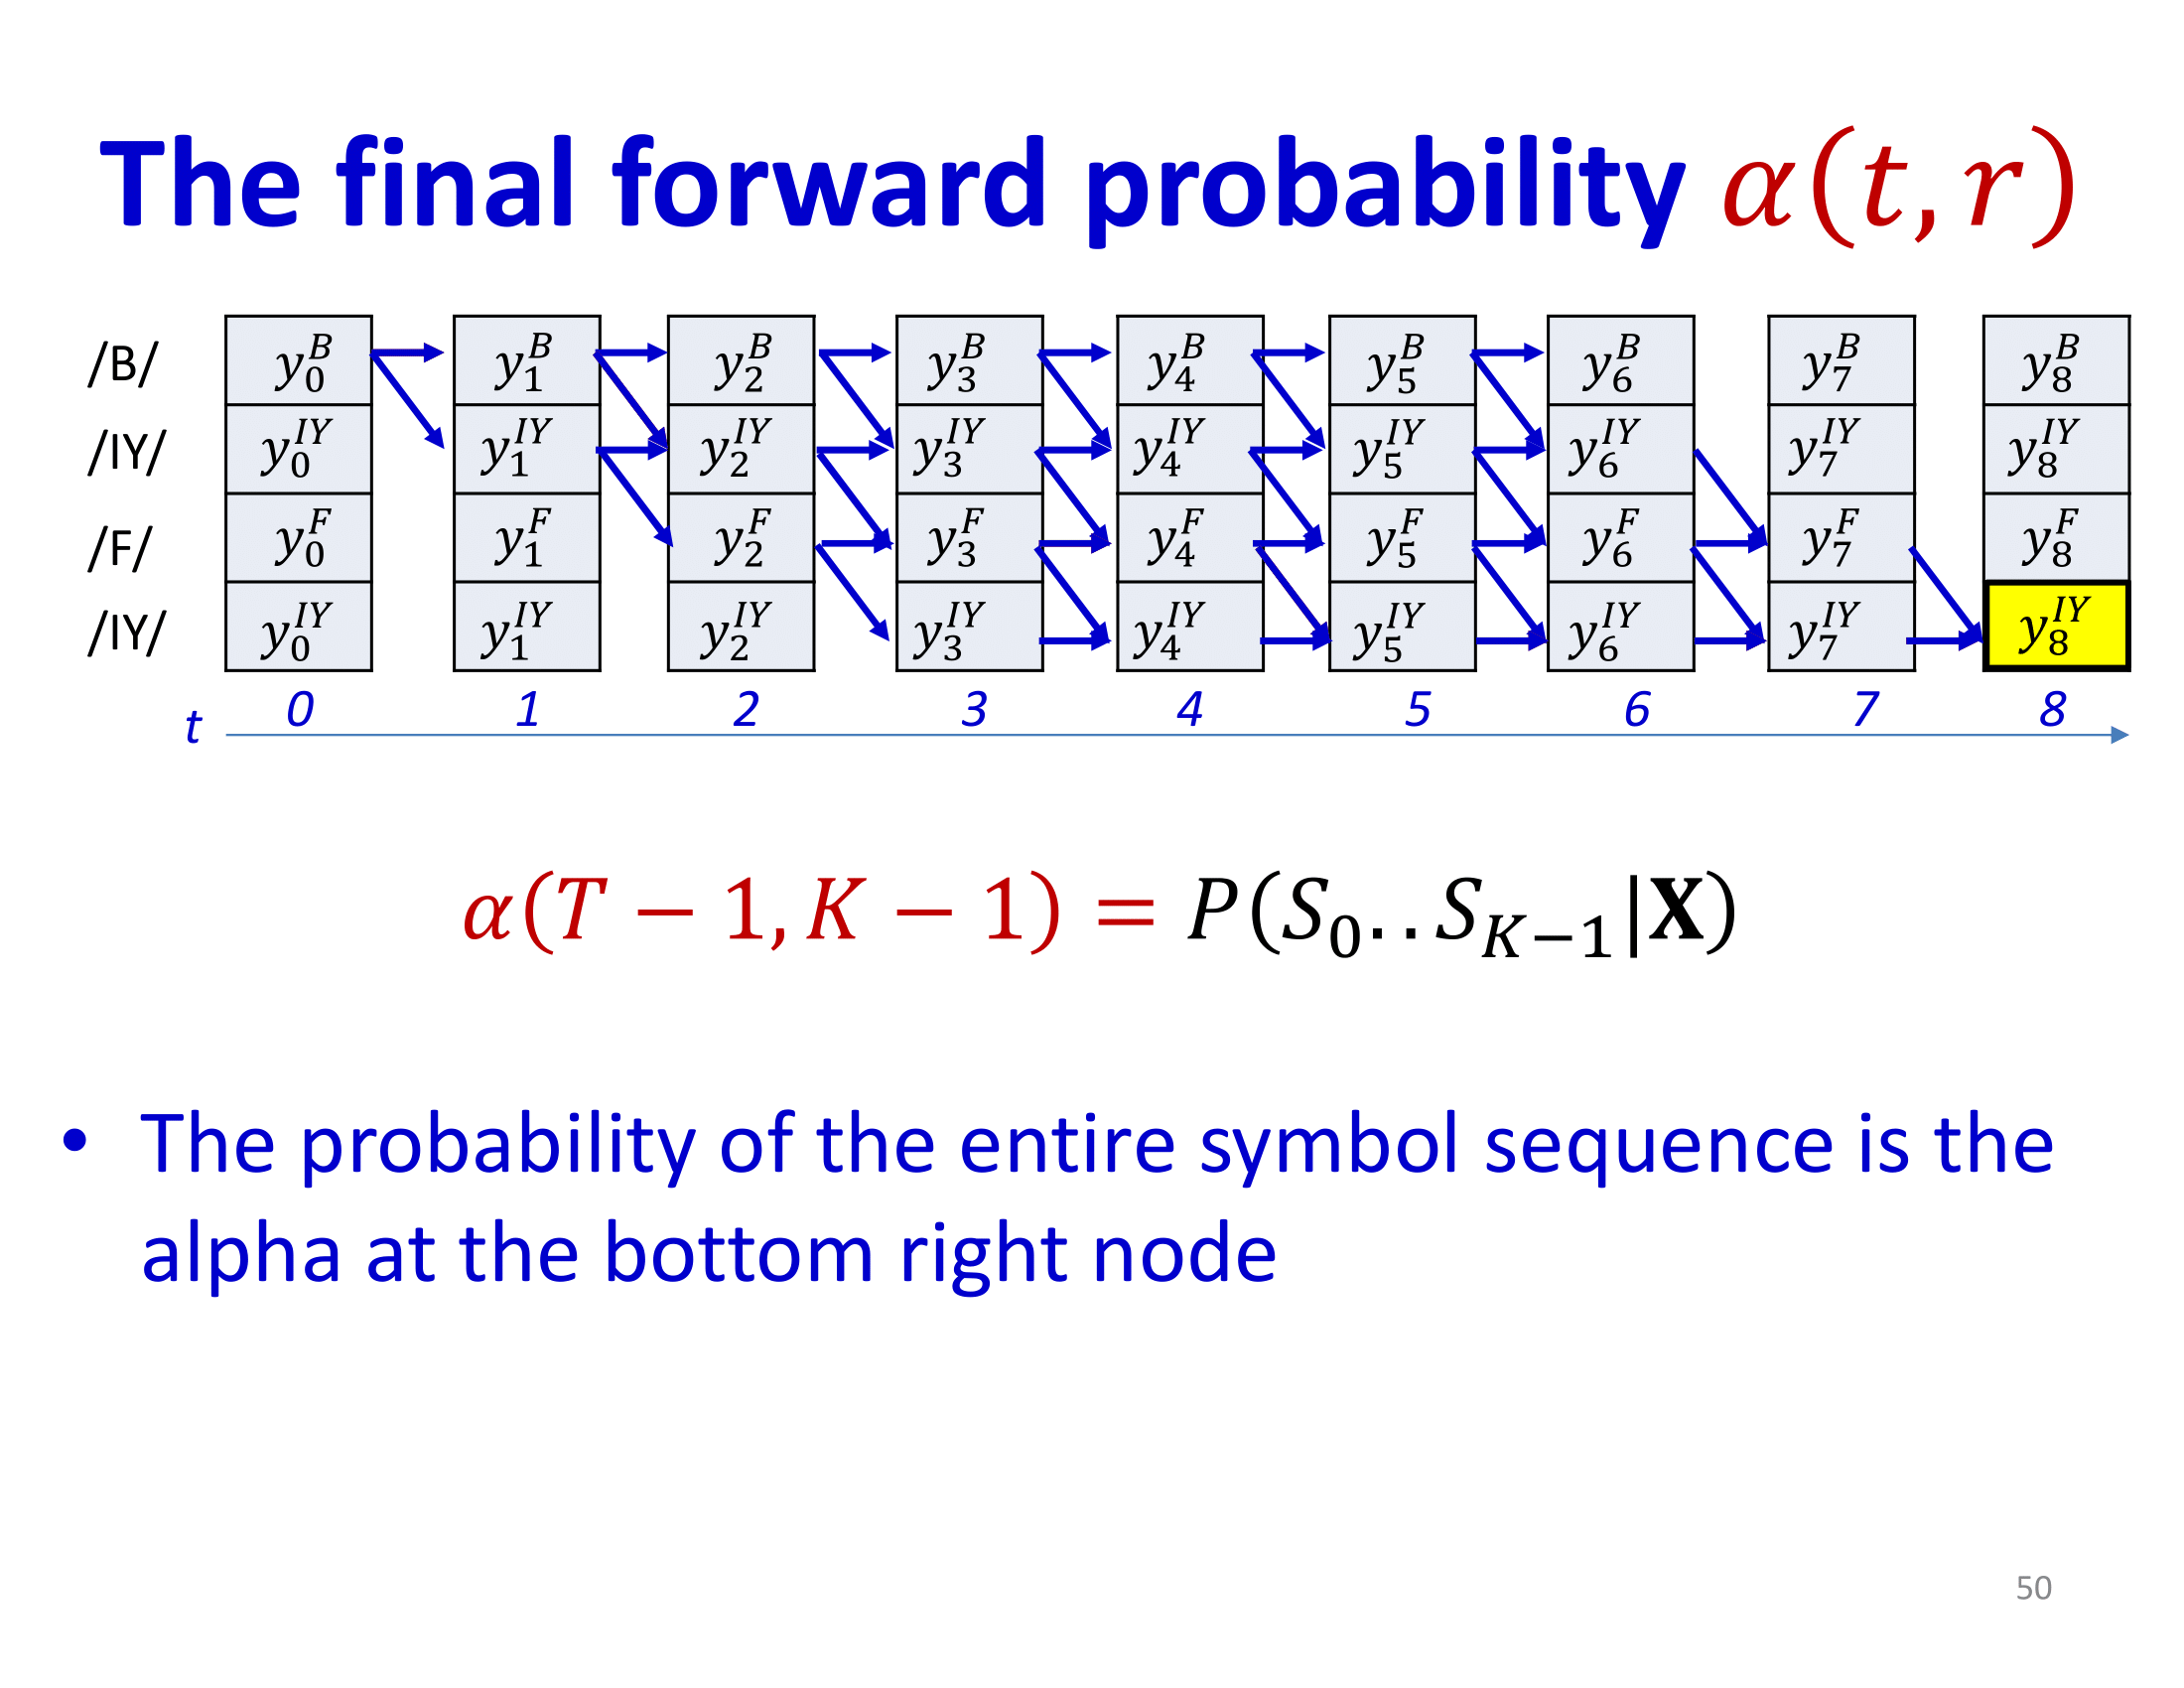 The final forward probability α(t, r)
/B/ y_0^B y_1^B y_2^B y_3^B y_4^B y_5^B y_6^B y_7^B y_8^B
/IY/ y_0^IY y_1^IY y_2^IY y_3^IY y_4^IY y_5^IY y_6^IY y_7^IY y_8^IY
/F/ y_0^F y_1^F y_2^F y_3^F y_4^F y_5^F y_6^F y_7^F y_8^F
/IY/ y_0^IY y_1^IY y_2^IY y_3^IY y_4^IY y_5^IY y_6^IY y_7^IY y_8^IY
t 0 1 2 3 4 5 6 7 8
α(T − 1, K − 1) = P(S_0..S_{K−1}|X)
• The probability of the entire symbol sequence is the
alpha at the bottom right node
50